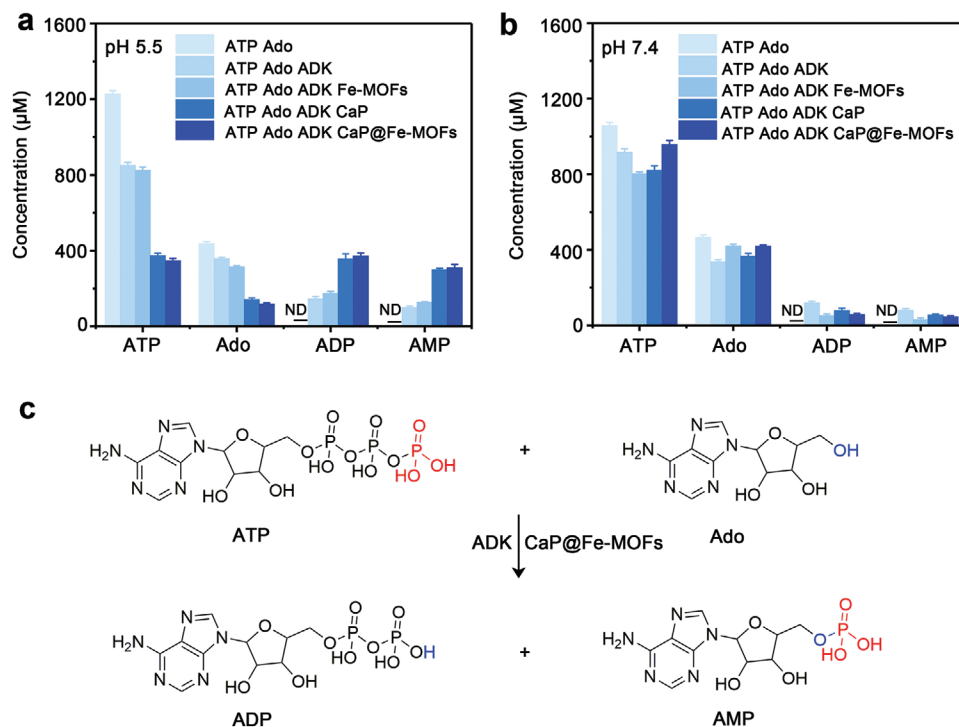 a
1600
1200
800
400
0
Concentration (µM)
pH 5.5
ATP Ado
ATP Ado ADK
ATP Ado ADK Fe-MOFs
ATP Ado ADK CaP
ATP Ado ADK CaP@Fe-MOFs
ND
ND
ATP Ado ADP AMP
b
1600
1200
800
400
0
Concentration (µM)
pH 7.4
ATP Ado
ATP Ado ADK
ATP Ado ADK Fe-MOFs
ATP Ado ADK CaP
ATP Ado ADK CaP@Fe-MOFs
ND
ND
ATP Ado ADP AMP
c
H2N N N N N O O P O HO O P O HO O P O HO OH
HO OH
ATP
+
H2N N N N N O OH
HO OH
Ado
ADK CaP@Fe-MOFs
H2N N N N N O O P O HO O P O HO OH
HO OH
ADP
+
H2N N N N N O O P O HO OH
HO OH
AMP